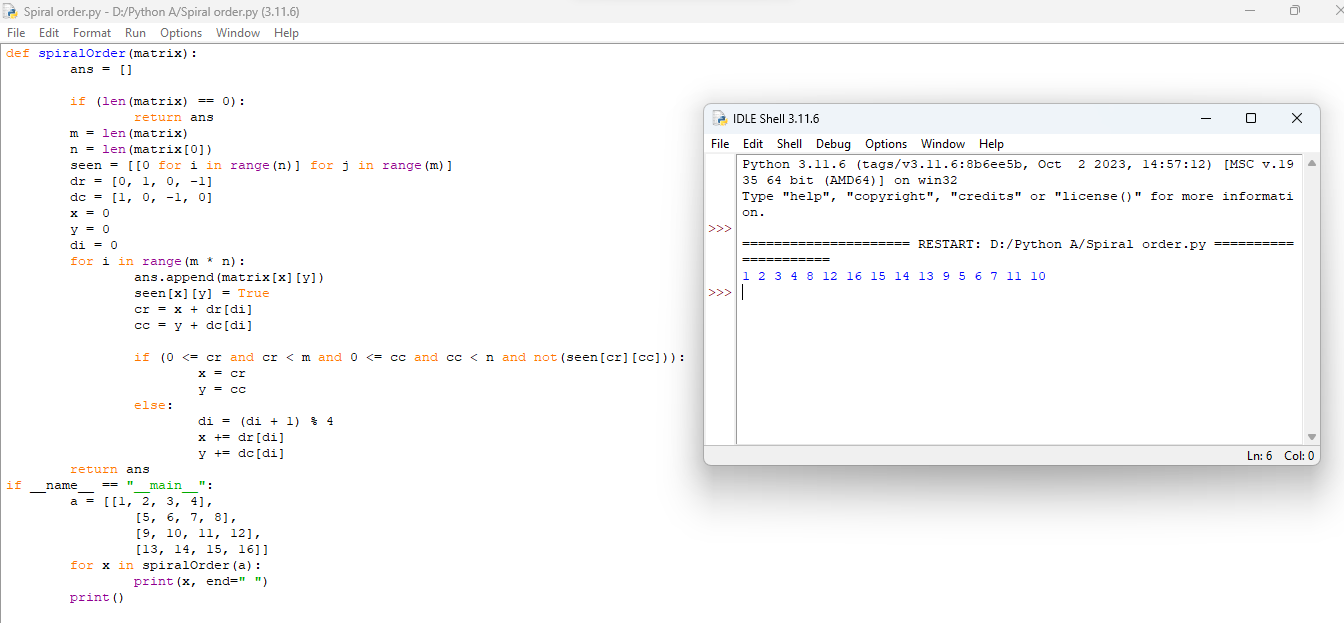 Spiral order.py - D:/Python A/Spiral order.py (3.11.6)
File Edit Format Run Options Window Help
def spiralOrder(matrix):
        ans = []

        if (len(matrix) == 0):
                return ans
        m = len(matrix)
        n = len(matrix[0])
        seen = [[0 for i in range(n)] for j in range(m)]
        dr = [0, 1, 0, -1]
        dc = [1, 0, -1, 0]
        x = 0
        y = 0
        di = 0
        for i in range(m * n):
                ans.append(matrix[x][y])
                seen[x][y] = True
                cr = x + dr[di]
                cc = y + dc[di]

                if (0 <= cr and cr < m and 0 <= cc and cc < n and not(seen[cr][cc])):
                        x = cr
                        y = cc
                else:
                        di = (di + 1) % 4
                        x += dr[di]
                        y += dc[di]
        return ans
if __name__ == "__main__":
        a = [[1, 2, 3, 4],
                [5, 6, 7, 8],
                [9, 10, 11, 12],
                [13, 14, 15, 16]]
        for x in spiralOrder(a):
                print(x, end=" ")
        print()
IDLE Shell 3.11.6
File Edit Shell Debug Options Window Help
Python 3.11.6 (tags/v3.11.6:8b6ee5b, Oct  2 2023, 14:57:12) [MSC v.19
35 64 bit (AMD64)] on win32
Type "help", "copyright", "credits" or "license()" for more informati
on.
>>>
===================== RESTART: D:/Python A/Spiral order.py ==========
===========
1 2 3 4 8 12 16 15 14 13 9 5 6 7 11 10
>>>
Ln: 6 Col: 0